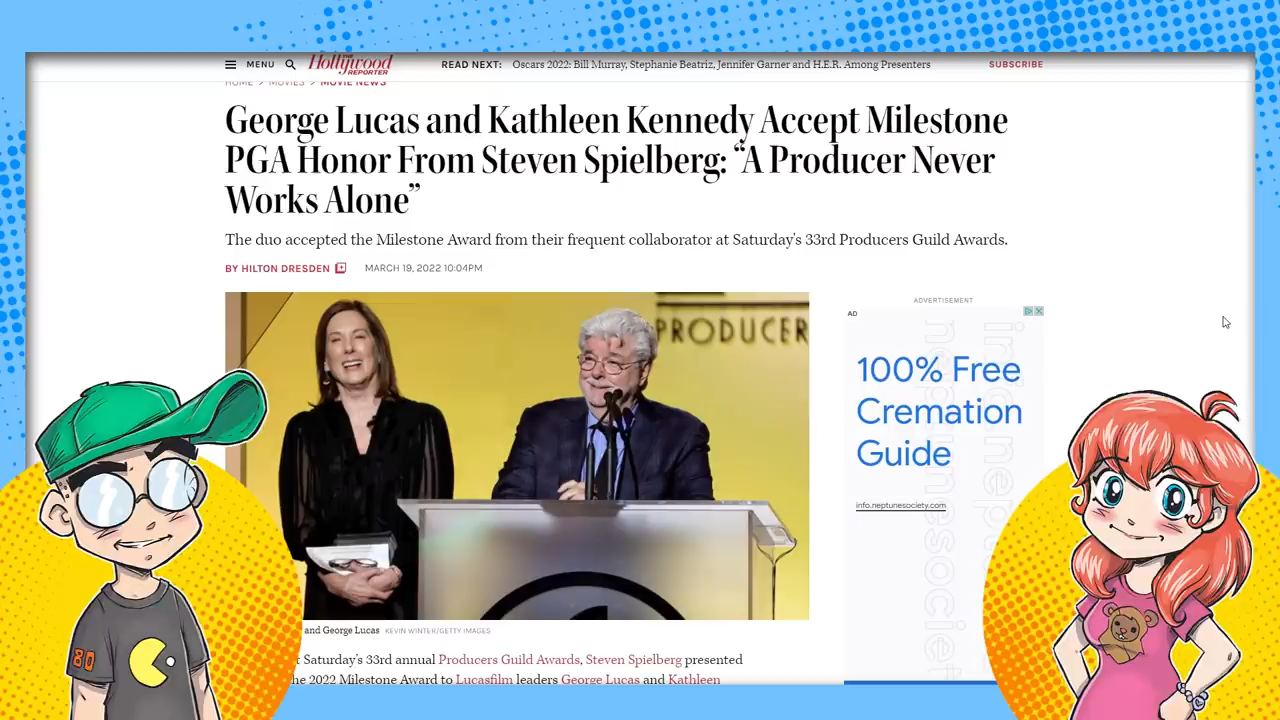 MENU
The Hollywood REPORTER
READ NEXT: Oscars 2022: Bill Murray, Stephanie Beatriz, Jennifer Garner and H.E.R. Among Presenters
SUBSCRIBE
HOME > MOVIES > MOVIE NEWS
George Lucas and Kathleen Kennedy Accept Milestone
PGA Honor From Steven Spielberg: “A Producer Never
Works Alone”
The duo accepted the Milestone Award from their frequent collaborator at Saturday's 33rd Producers Guild Awards.
BY HILTON DRESDEN
MARCH 19, 2022 10:04PM
PRODUCER
ADVERTISEMENT
AD
100% Free
Cremation
Guide
info.neptunesociety.com
and George Lucas KEVIN WINTER/GETTY IMAGES
t Saturday's 33rd annual Producers Guild Awards, Steven Spielberg presented
he 2022 Milestone Award to Lucasfilm leaders George Lucas and Kathleen
80